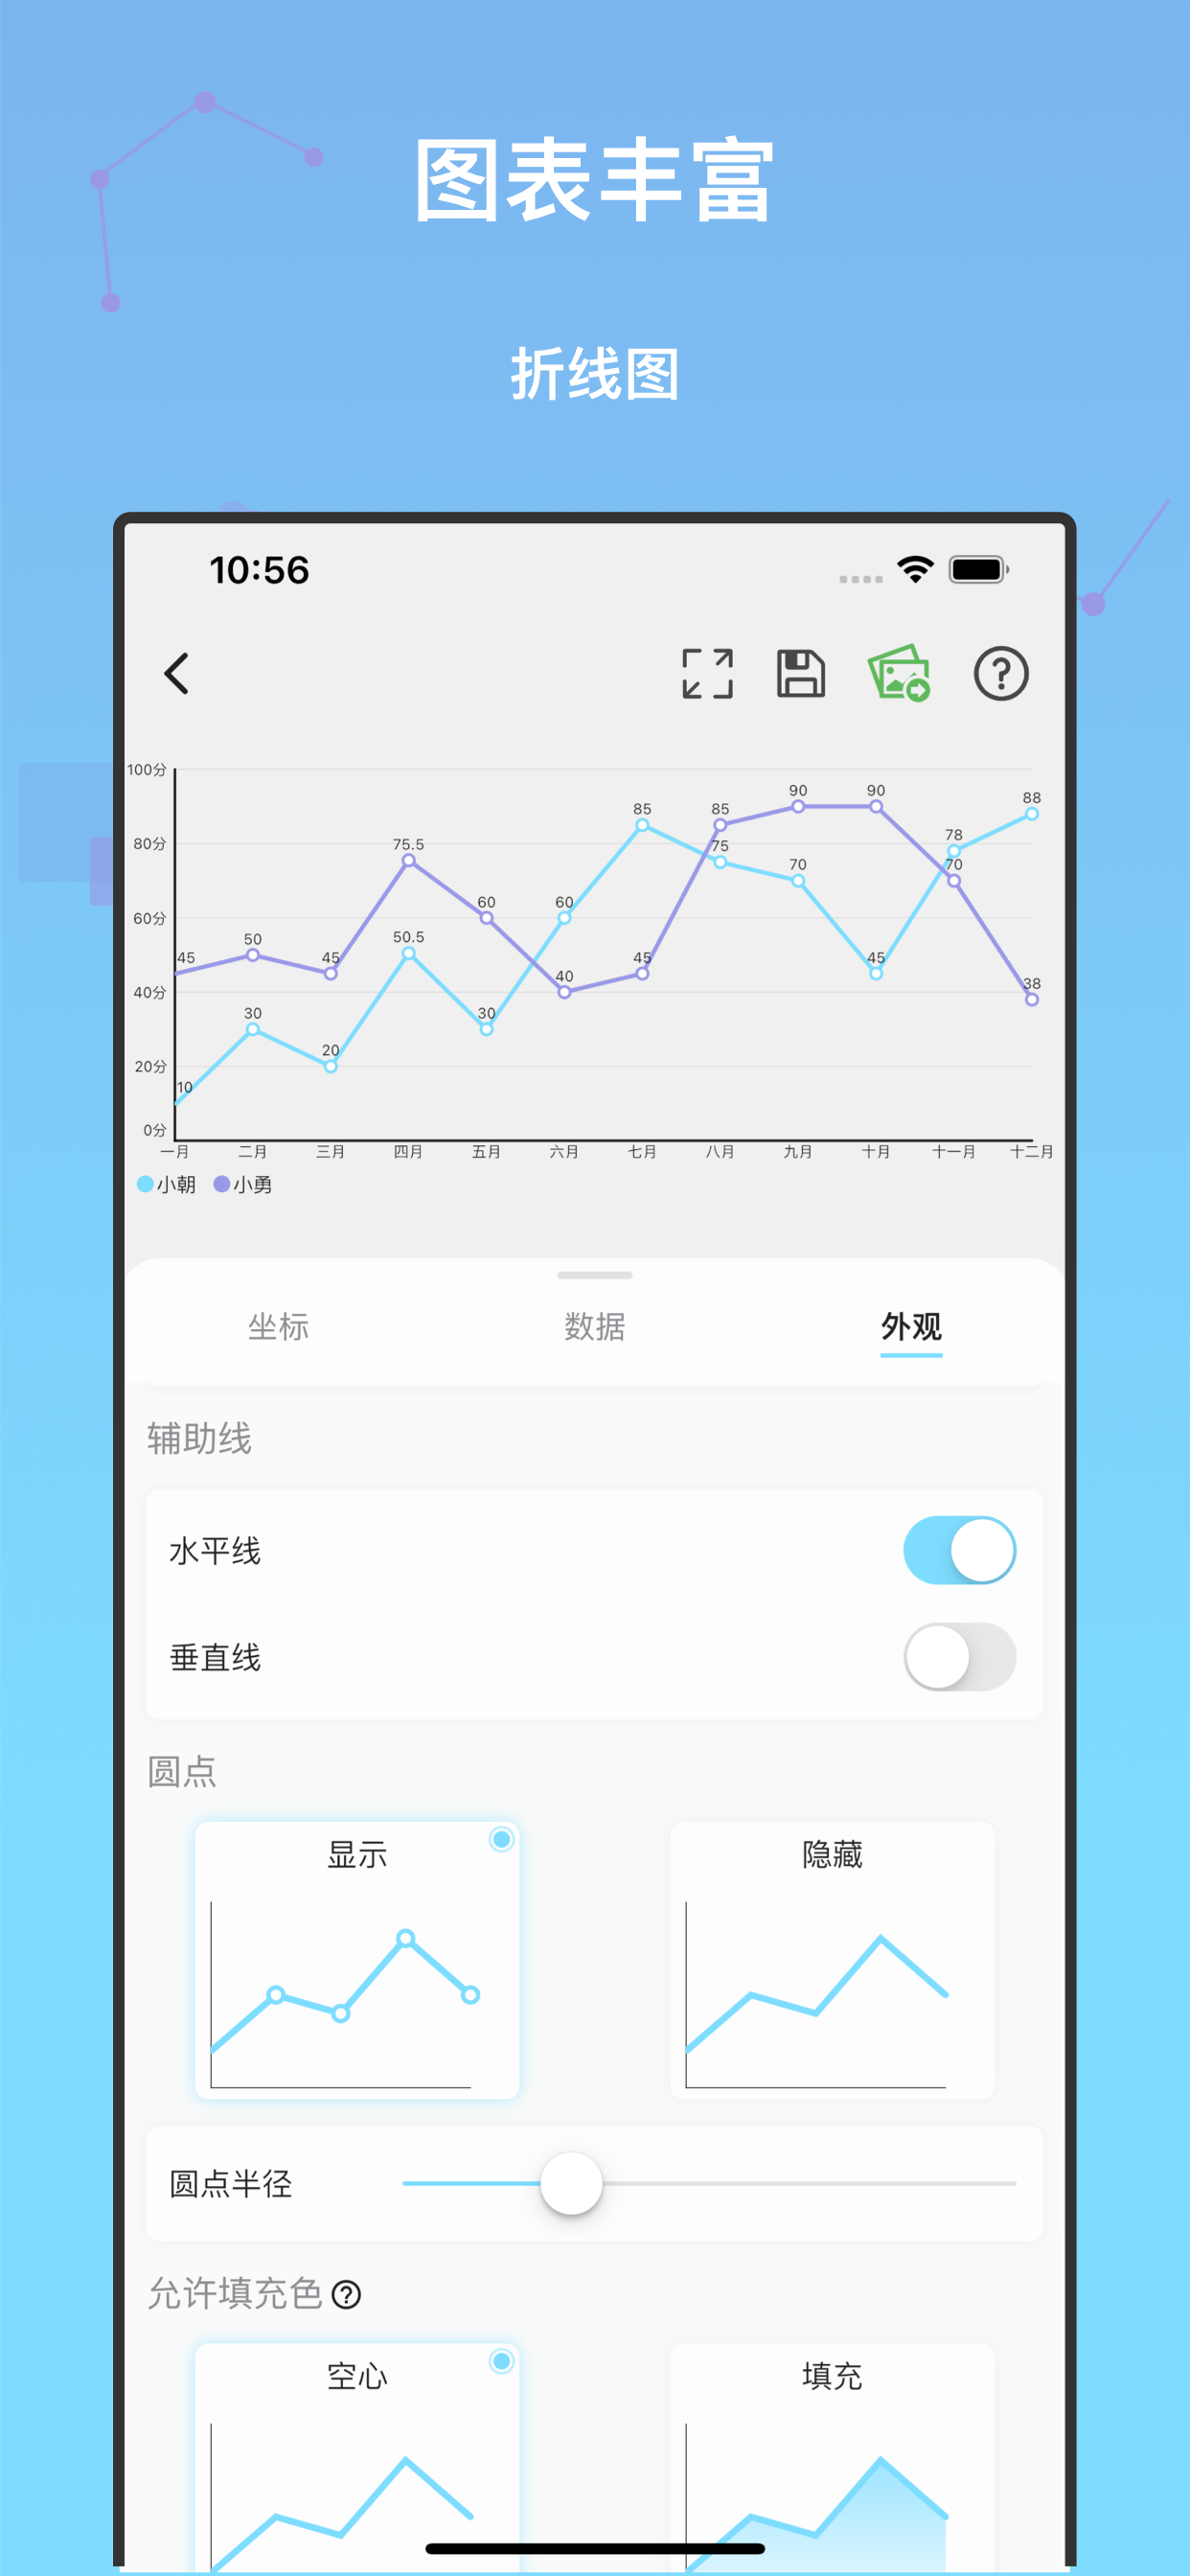 图表丰富
折线图
10:56
100分
80分
60分
40分
20分
0分
45 50 45 75.5 60 40 45 85 90 90 70 38
10 30 20 50.5 30 60 85 75 70 45 78 88
一月 二月 三月 四月 五月 六月 七月 八月 九月 十月 十一月 十二月
小朝 小勇
坐标 数据 外观
辅助线
水平线
垂直线
圆点
显示 隐藏
圆点半径
允许填充色 ?
空心 填充